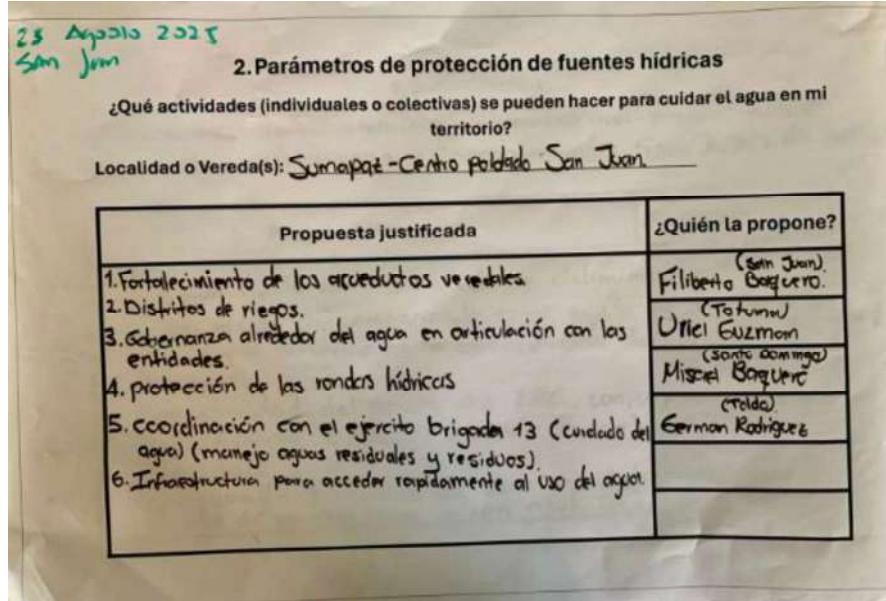 23 Agosto 2025
San Juan
2. Parámetros de protección de fuentes hídricas
¿Qué actividades (individuales o colectivas) se pueden hacer para cuidar el agua en mi
territorio?
Localidad o Vereda(s): Sumapaz - Centro poblado San Juan
Propuesta justificada
¿Quién la propone?
1. Fortalecimiento de los acueductos veredales
2. Distritos de riegos.
3. Gobernanza alrededor del agua en articulación con las
entidades.
4. protección de las rondas hídricas
5. coordinación con el ejercito brigada 13 (cuidado del
agua) (manejo aguas residuales y residuos).
6. Infraestructura para acceder rapidamente al uso del agua.
(San Juan)
Filiberto Baquero.
(Totuma)
Uriel Guzman
(Santo Domingo)
Baquero
(Toldo)
German Rodriguez